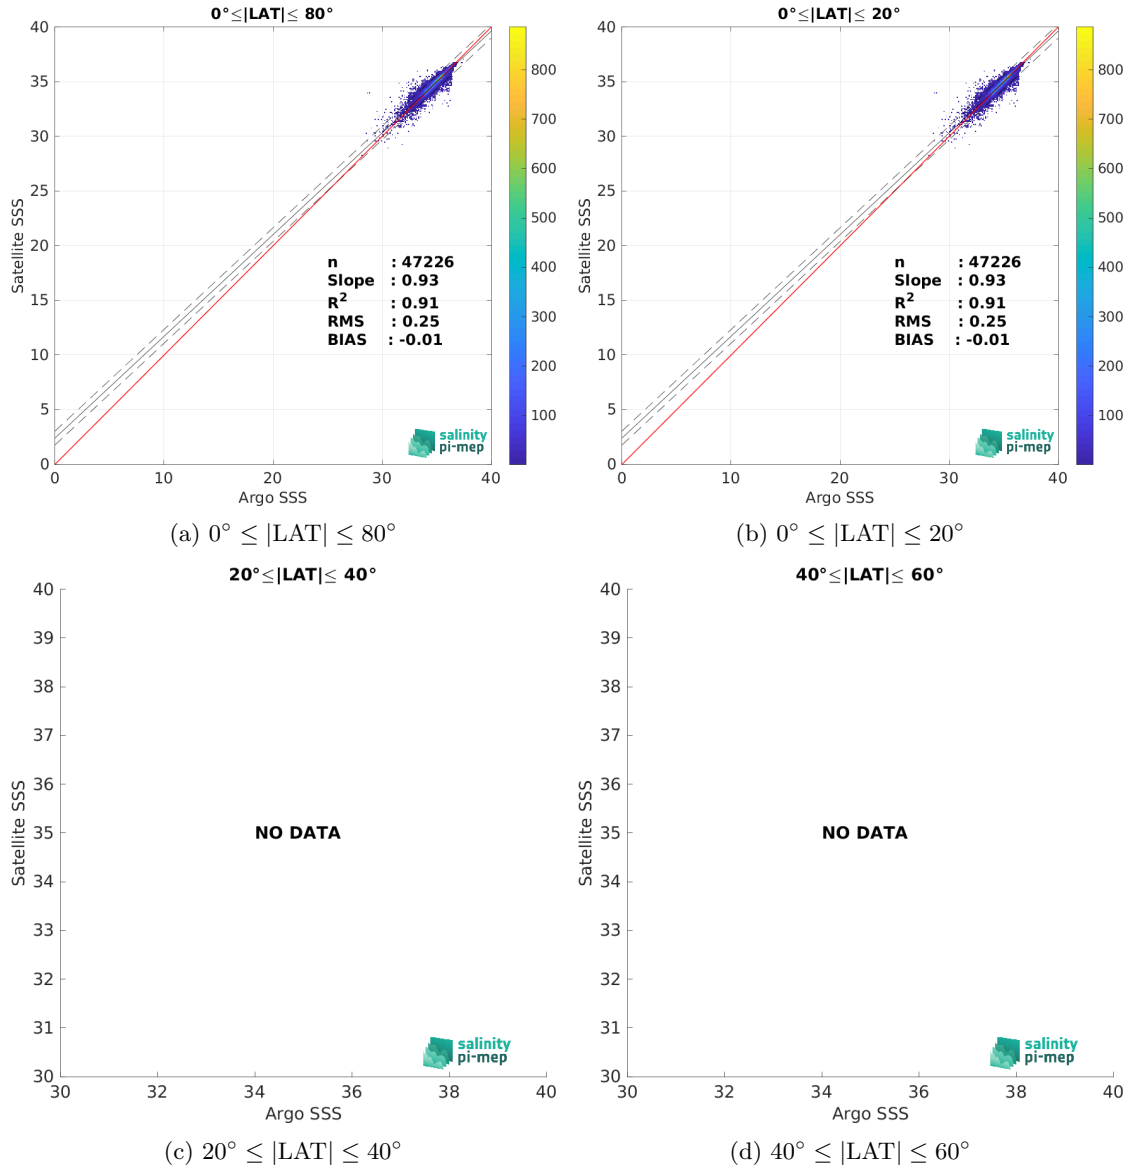 0°≤|LAT|≤ 80°
40
35
30
25
20
15
10
5
0
Satellite SSS
0 10 20 30 40
Argo SSS
n : 47226
Slope : 0.93
R² : 0.91
RMS : 0.25
BIAS : -0.01
salinity
pi-mep
800
700
600
500
400
300
200
100
(a) 0° ≤ |LAT| ≤ 80°
0°≤|LAT|≤ 20°
40
35
30
25
20
15
10
5
0
Satellite SSS
0 10 20 30 40
Argo SSS
n : 47226
Slope : 0.93
R² : 0.91
RMS : 0.25
BIAS : -0.01
salinity
pi-mep
800
700
600
500
400
300
200
100
(b) 0° ≤ |LAT| ≤ 20°
20°≤|LAT|≤ 40°
40
39
38
37
36
35
34
33
32
31
30
Satellite SSS
NO DATA
salinity
pi-mep
30 32 34 36 38 40
Argo SSS
(c) 20° ≤ |LAT| ≤ 40°
40°≤|LAT|≤ 60°
40
39
38
37
36
35
34
33
32
31
30
Satellite SSS
NO DATA
salinity
pi-mep
30 32 34 36 38 40
Argo SSS
(d) 40° ≤ |LAT| ≤ 60°